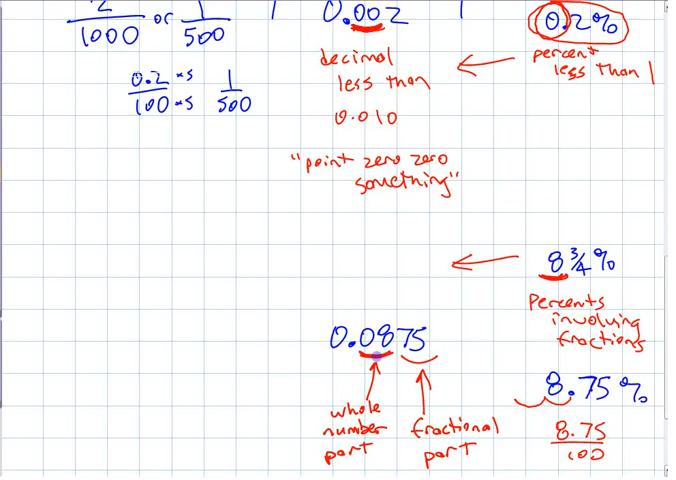 2/1000 or 1/500
0.002
0.2%
0.2 ×5 / 100 ×5 1/500
decimal
less than
0.010
percent
less than 1
"point zero zero
something"
8 3/4%
Percents
involving
fractions
0.0875
8.75%
whole
number
part
fractional
part
8.75/100